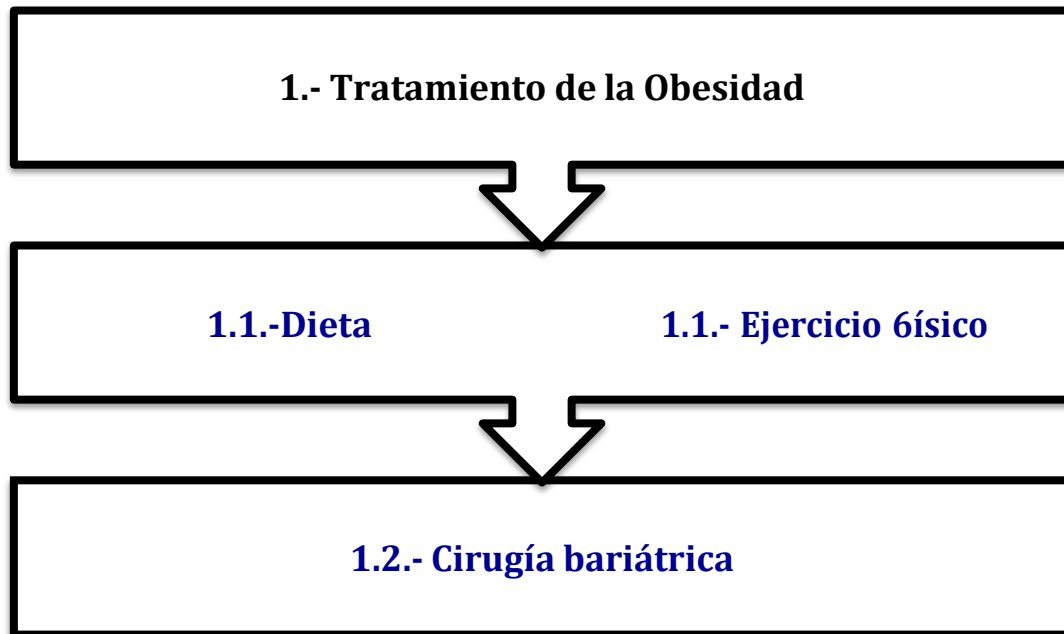 1.- Tratamiento de la Obesidad
1.1.-Dieta
1.1.- Ejercicio 6ísico
1.2.- Cirugía bariátrica